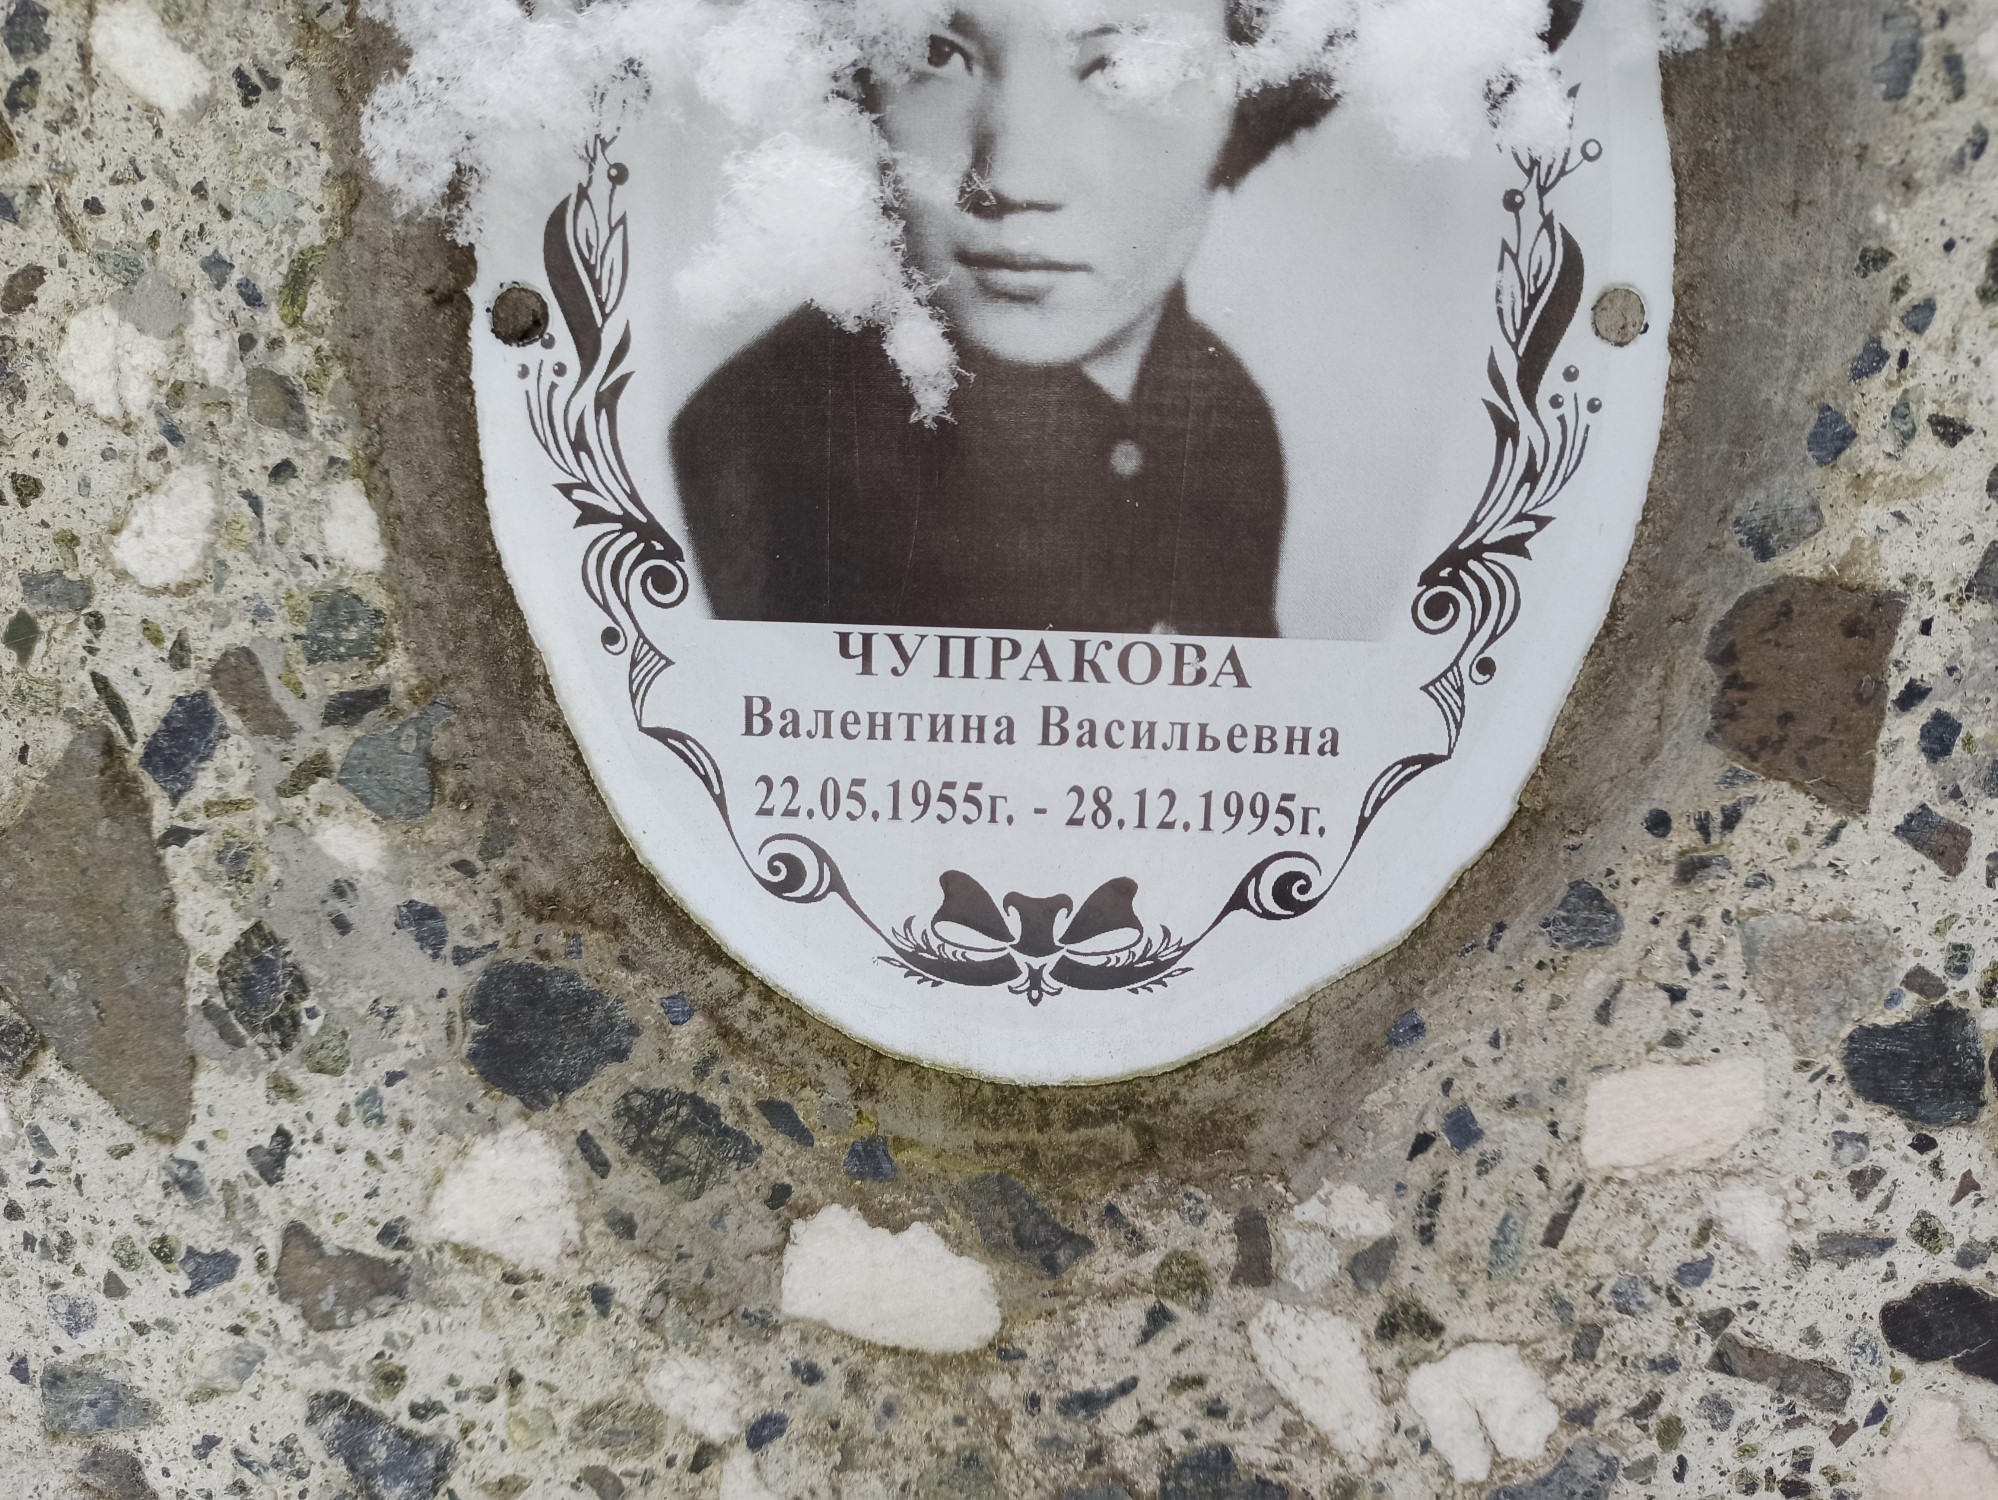 ЧУПРАКОВА
Валентина Васильевна
22.05.1955г. - 28.12.1995г.